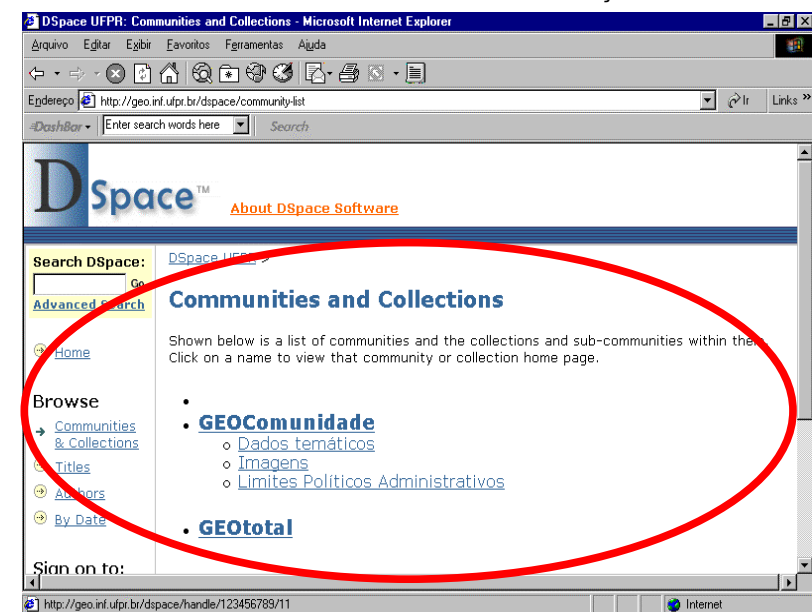 DSpace UFPR: Communities and Collections - Microsoft Internet Explorer
Arquivo Editar Exibir Favoritos Ferramentas Ajuda
Endereço http://geo.inf.ufpr.br/dspace/community-list Ir Links »
DashBar Enter search words here Search
DSpace™ About DSpace Software
Search DSpace:
Go
Advanced Search
Home
Browse
Communities
& Collections
Titles
Authors
By Date
Sign on to:
DSpace UFPR >
Communities and Collections
Shown below is a list of communities and the collections and sub-communities within them.
Click on a name to view that community or collection home page.
GEOComunidade
Dados temáticos
Imagens
Limites Políticos Administrativos
GEOtotal
http://geo.inf.ufpr.br/dspace/handle/123456789/11 Internet